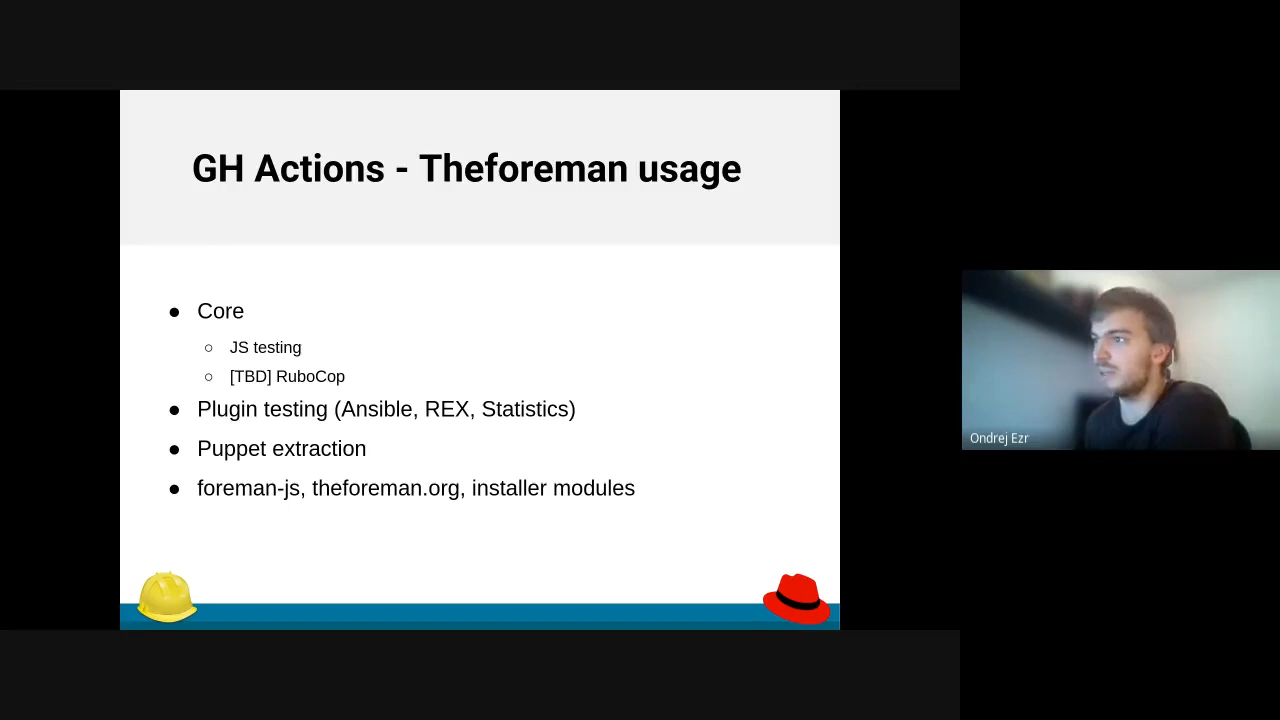 GH Actions - Theforeman usage
● Core
○ JS testing
○ [TBD] RuboCop
● Plugin testing (Ansible, REX, Statistics)
● Puppet extraction
● foreman-js, theforeman.org, installer modules
Ondrej Ezr